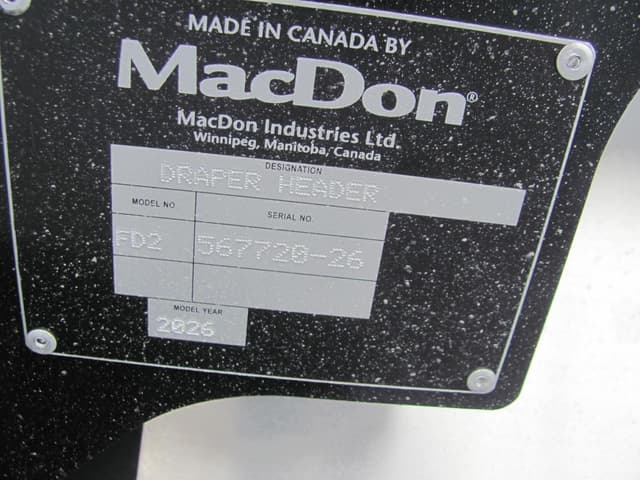 MADE IN CANADA BY
MacDon®
MacDon Industries Ltd.
Winnipeg, Manitoba, Canada
DESIGNATION
DRAPER HEADER
MODEL NO. SERIAL NO.
FD2 567720-26
MODEL YEAR
2026